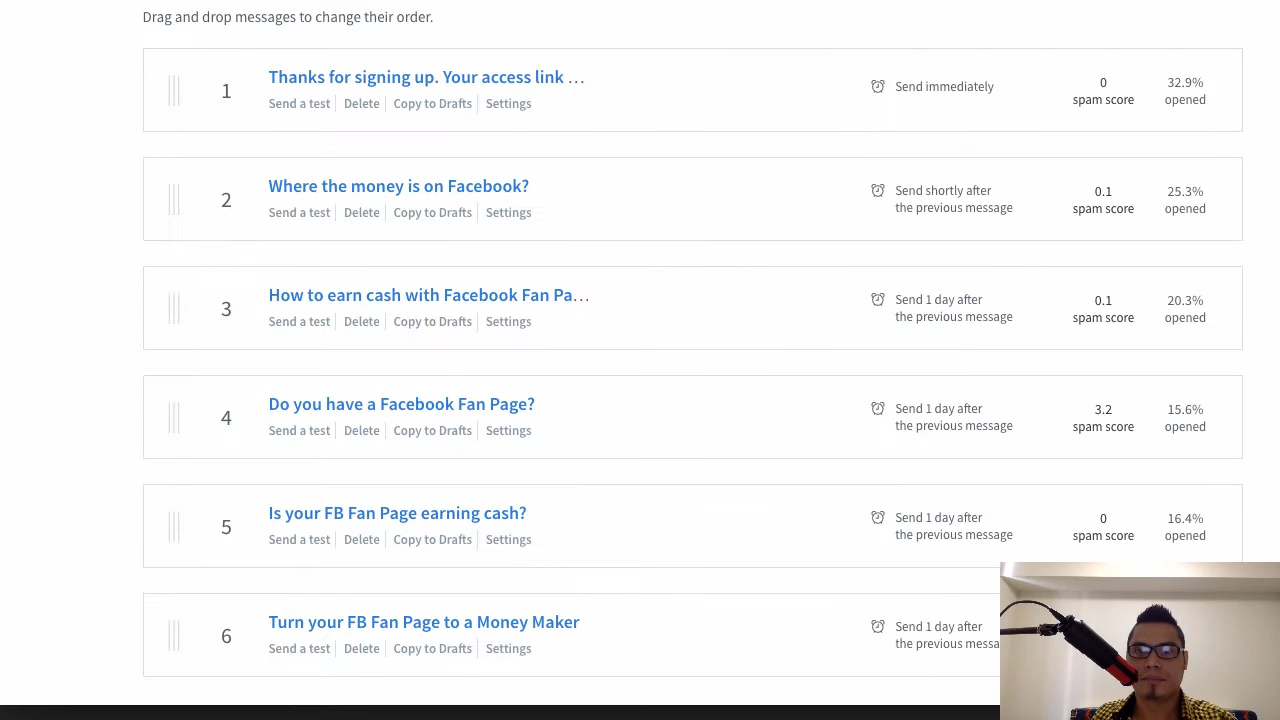 Drag and drop messages to change their order.
1
Thanks for signing up. Your access link ...
Send a test Delete Copy to Drafts Settings
Send immediately
0
spam score
32.9%
opened
2
Where the money is on Facebook?
Send a test Delete Copy to Drafts Settings
Send shortly after
the previous message
0.1
spam score
25.3%
opened
3
How to earn cash with Facebook Fan Pa...
Send a test Delete Copy to Drafts Settings
Send 1 day after
the previous message
0.1
spam score
20.3%
opened
4
Do you have a Facebook Fan Page?
Send a test Delete Copy to Drafts Settings
Send 1 day after
the previous message
3.2
spam score
15.6%
opened
5
Is your FB Fan Page earning cash?
Send a test Delete Copy to Drafts Settings
Send 1 day after
the previous message
0
spam score
16.4%
opened
6
Turn your FB Fan Page to a Money Maker
Send a test Delete Copy to Drafts Settings
Send 1 day after
the previous messa